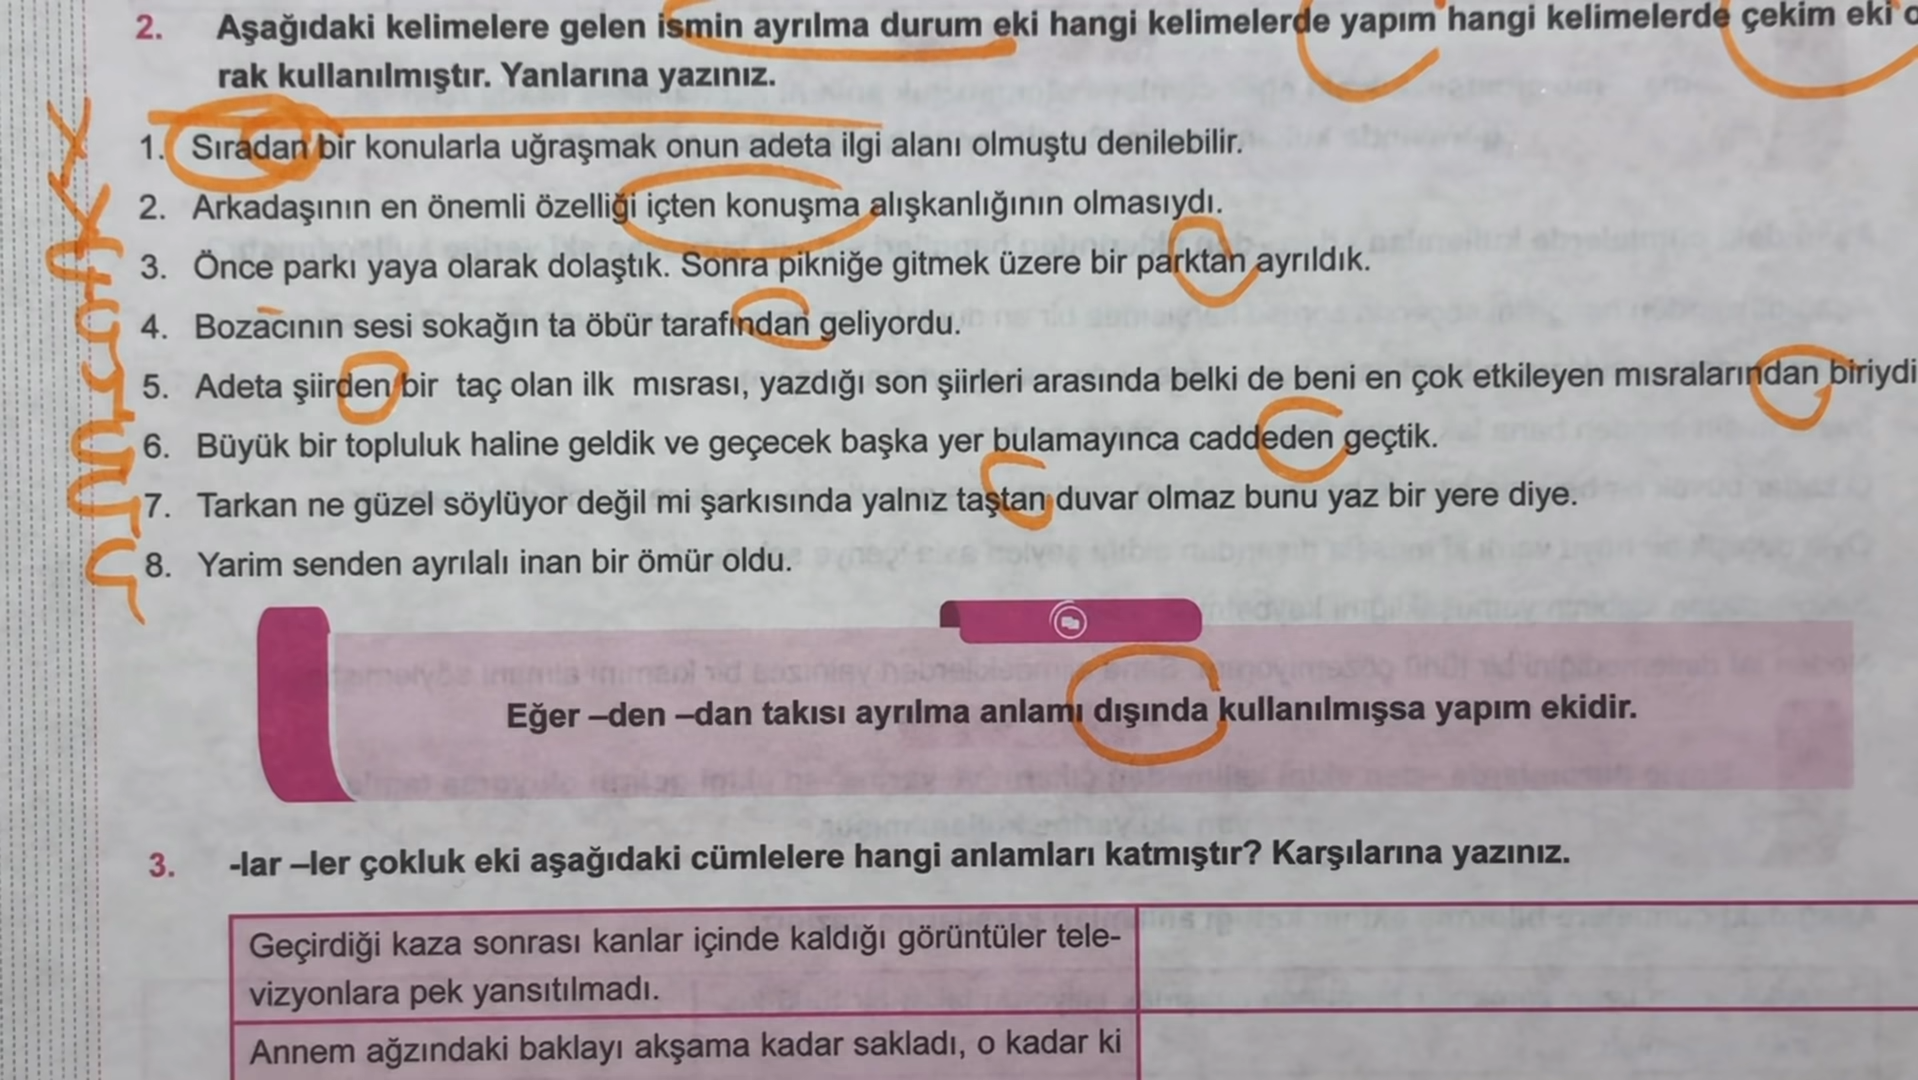 2. Aşağıdaki kelimelere gelen ismin ayrılma durum eki hangi kelimelerde yapım hangi kelimelerde çekim eki
rak kullanılmıştır. Yanlarına yazınız.
1. Sıradan bir konularla uğraşmak onun adeta ilgi alanı olmuştu denilebilir.
2. Arkadaşının en önemli özelliği içten konuşma alışkanlığının olmasıydı.
3. Önce parkı yaya olarak dolaştık. Sonra pikniğe gitmek üzere bir parktan ayrıldık.
4. Bozacının sesi sokağın ta öbür tarafından geliyordu.
5. Adeta şiirden bir taç olan ilk mısrası, yazdığı son şiirleri arasında belki de beni en çok etkileyen mısralarından biriydi
6. Büyük bir topluluk haline geldik ve geçecek başka yer bulamayınca caddeden geçtik.
7. Tarkan ne güzel söylüyor değil mi şarkısında yalnız taştan duvar olmaz bunu yaz bir yere diye.
8. Yarim senden ayrılalı inan bir ömür oldu.
Eğer –den –dan takısı ayrılma anlamı dışında kullanılmışsa yapım ekidir.
3. -lar –ler çokluk eki aşağıdaki cümlelere hangi anlamları katmıştır? Karşılarına yazınız.
Geçirdiği kaza sonrası kanlar içinde kaldığı görüntüler tele-
vizyonlara pek yansıtılmadı.
Annem ağzındaki baklayı akşama kadar sakladı, o kadar ki